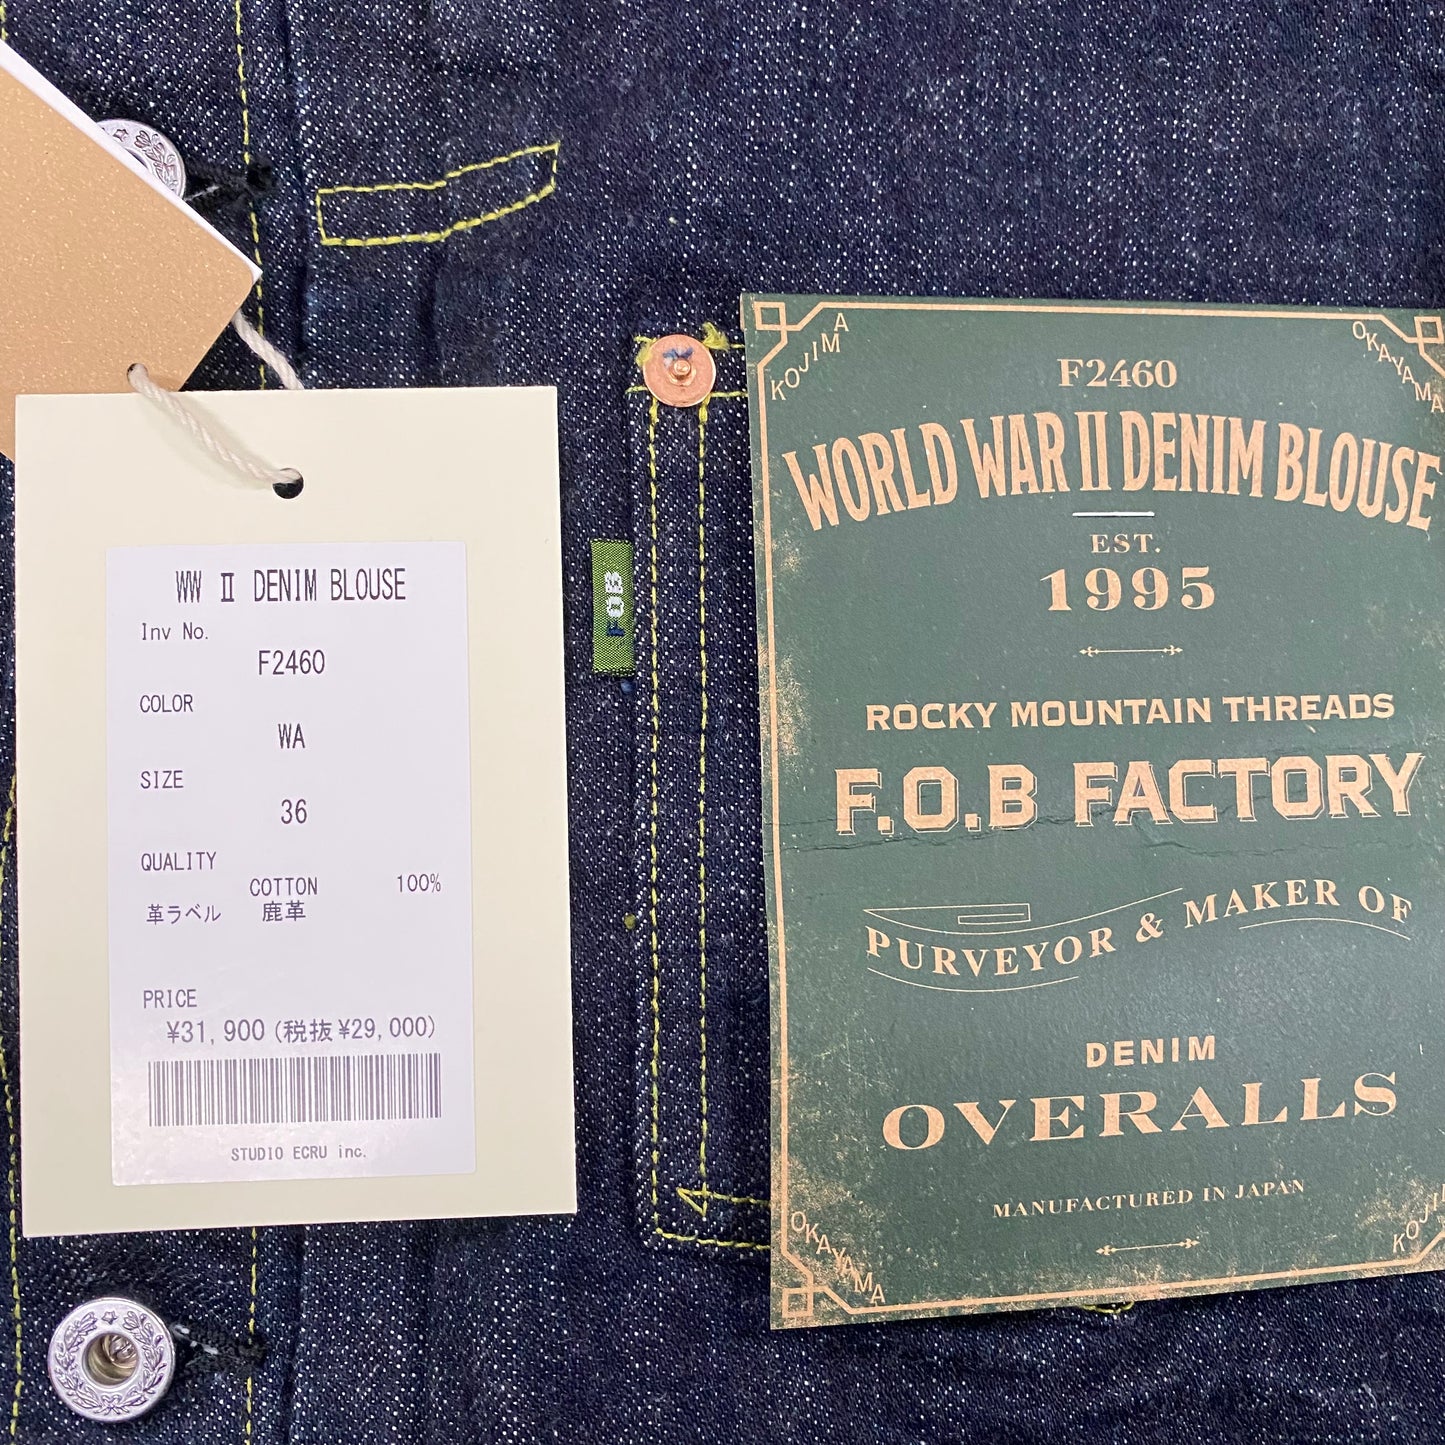 WW Ⅱ DENIM BLOUSE
Inv No.
F2460
COLOR
WA
SIZE
36
QUALITY
COTTON 100%
革ラベル 鹿革
PRICE
¥31,900(税抜¥29,000)
STUDIO ECRU inc.
FOB
KOJIMA
OKAYAMA
F2460
WORLD WAR II DENIM BLOUSE
EST.
1995
ROCKY MOUNTAIN THREADS
F.O.B FACTORY
PURVEYOR & MAKER OF
DENIM
OVERALLS
MANUFACTURED IN JAPAN
OKAYAMA